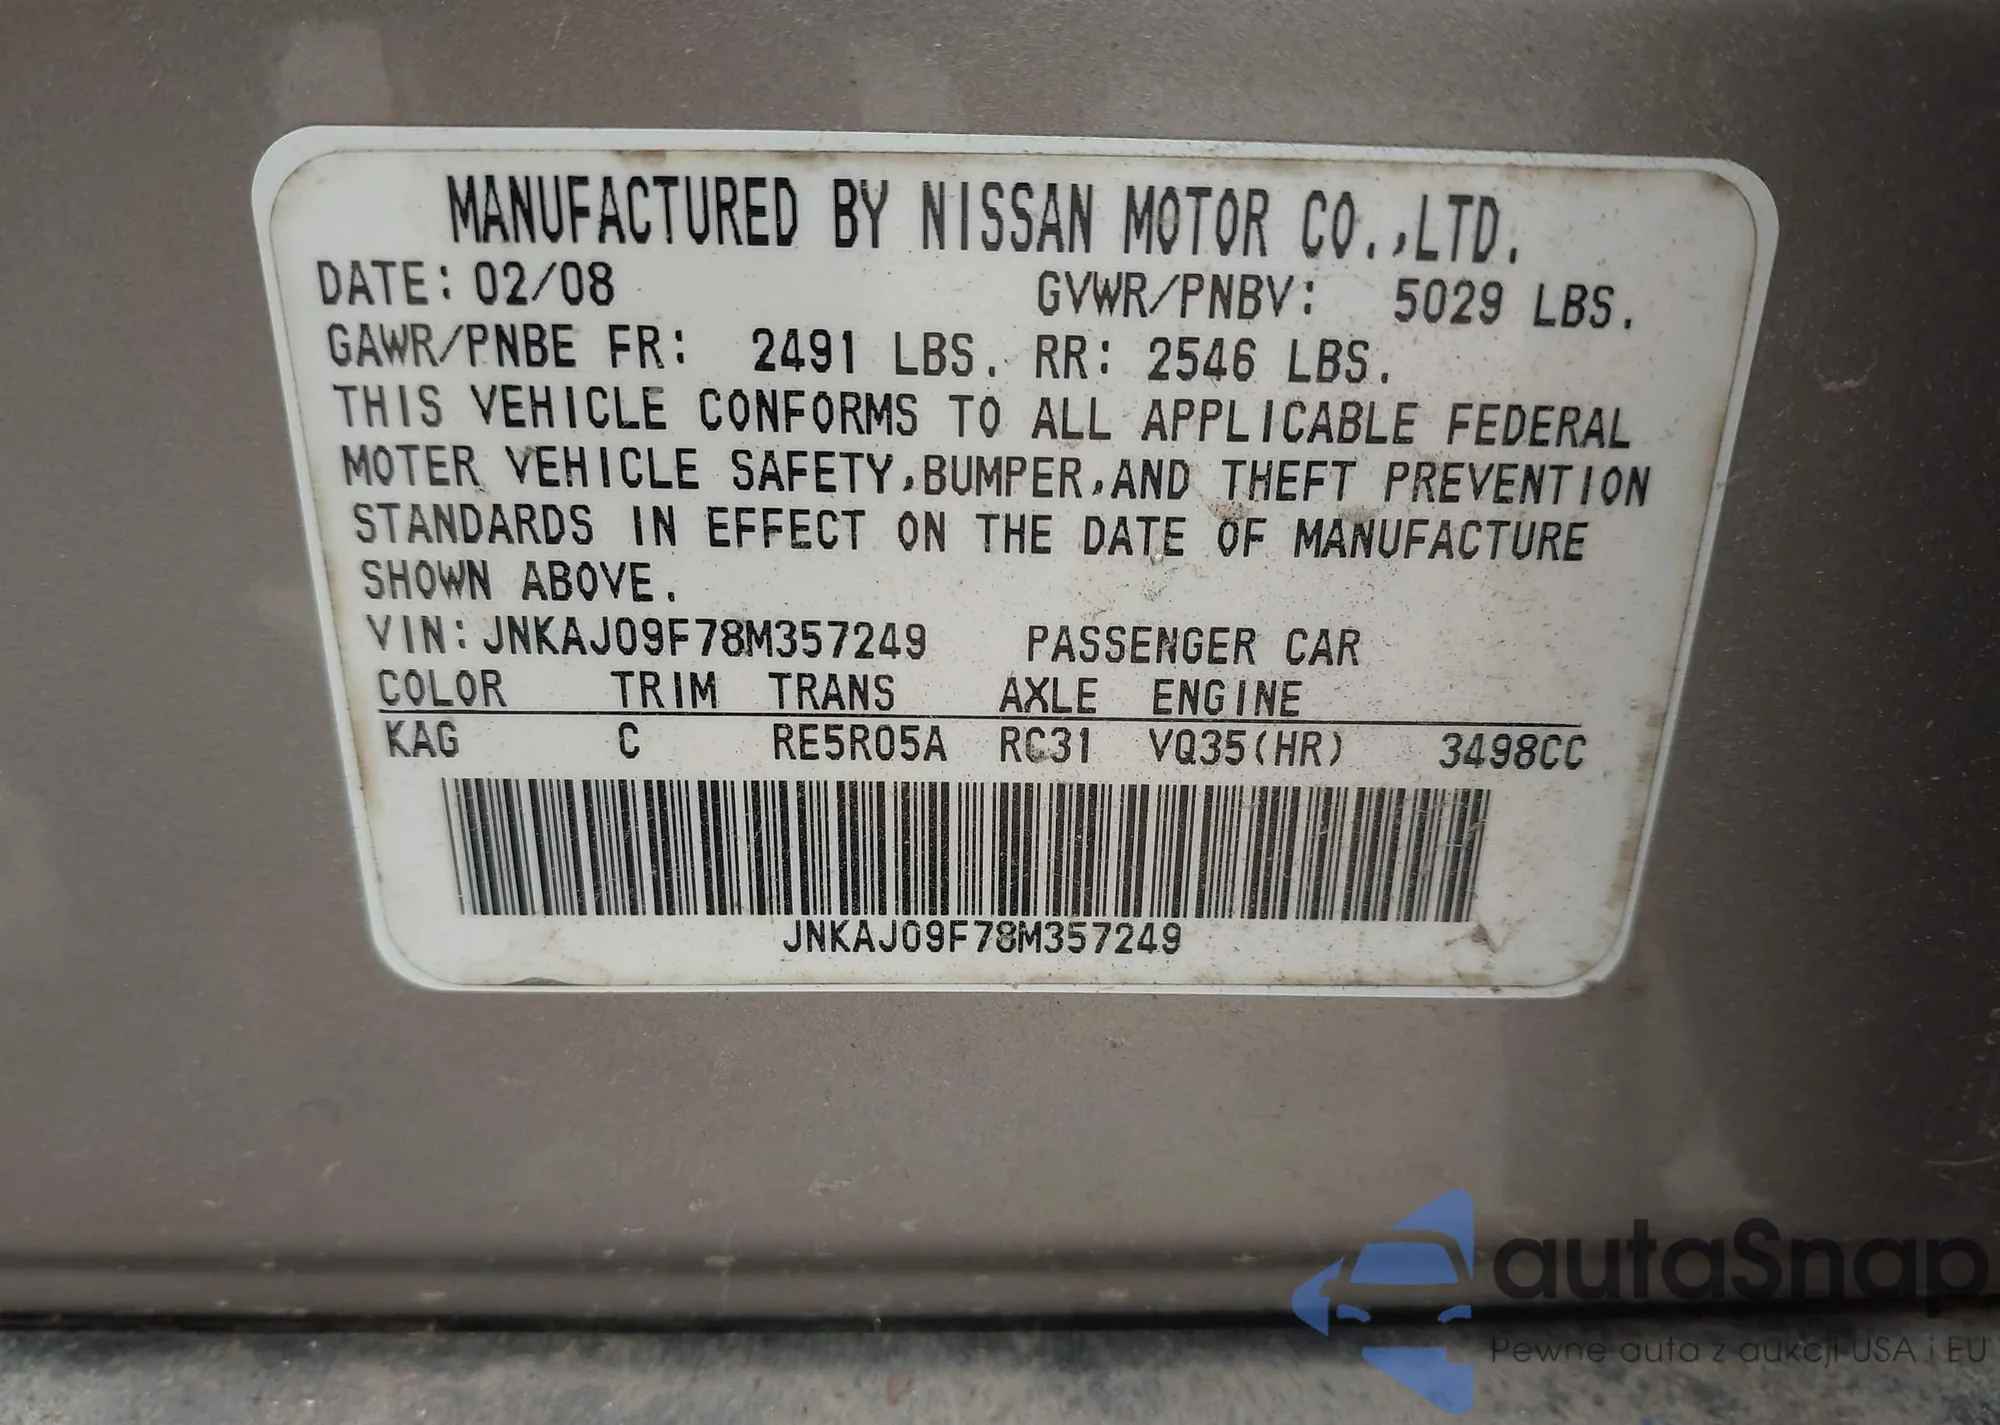 MANUFACTURED BY NISSAN MOTOR CO.,LTD.
DATE: 02/08 GVWR/PNBV: 5029 LBS.
GAWR/PNBE FR: 2491 LBS. RR: 2546 LBS.
THIS VEHICLE CONFORMS TO ALL APPLICABLE FEDERAL
MOTER VEHICLE SAFETY,BUMPER,AND THEFT PREVENTION
STANDARDS IN EFFECT ON THE DATE OF MANUFACTURE
SHOWN ABOVE.
VIN:JNKAJ09F78M357249 PASSENGER CAR
COLOR TRIM TRANS AXLE ENGINE
KAG C RE5R05A RC31 VQ35(HR) 3498CC
JNKAJ09F78M357249
autaSnap
Pewne auta z aukcji USA i EU